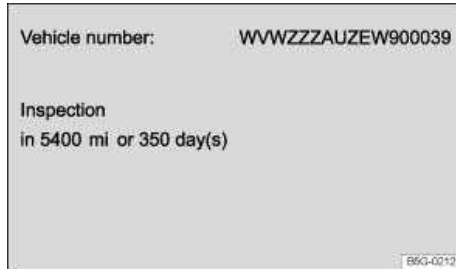 Vehicle number: WVWZZZAUZEW900039
Inspection
in 5400 mi or 350 day(s)
B5G-0212